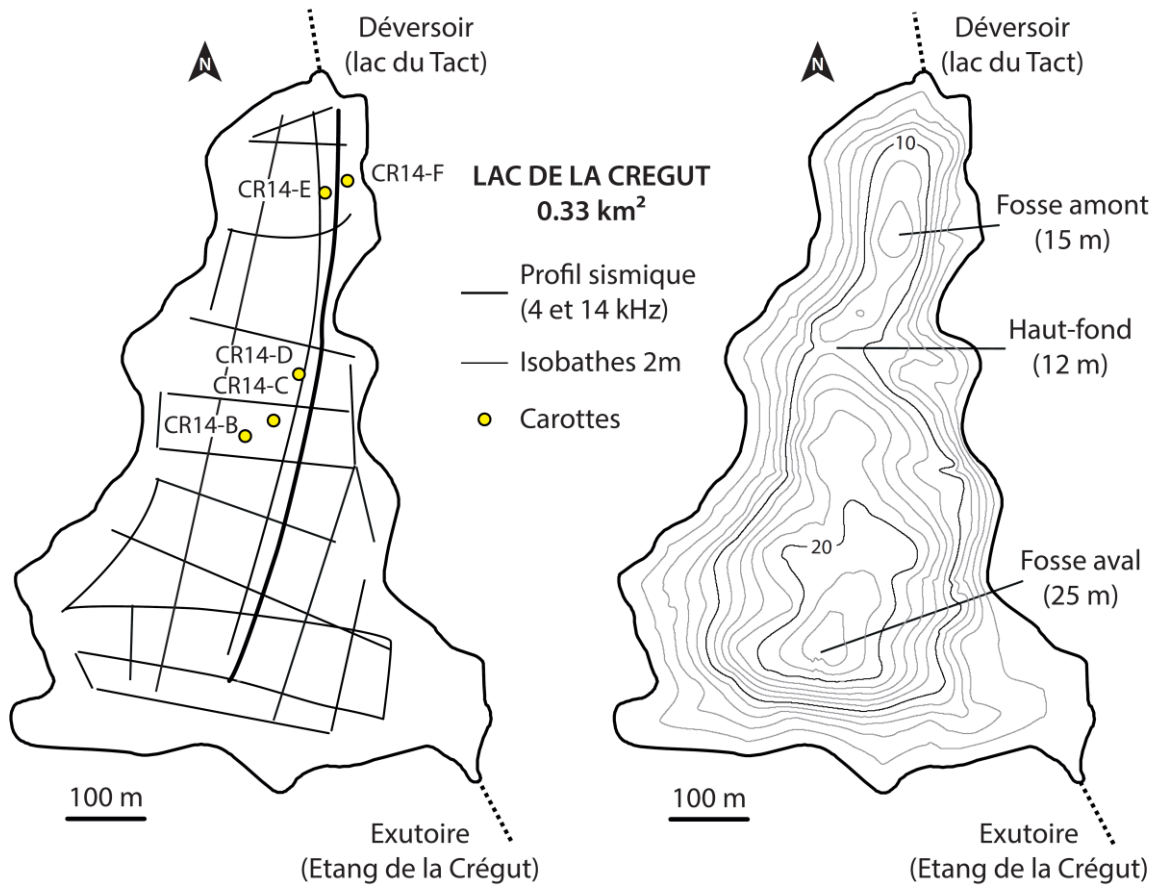 Déversoir
(lac du Tact)
N
CR14-E
CR14-F
CR14-D
CR14-C
CR14-B
100 m
Exutoire
(Etang de la Crégut)
LAC DE LA CREGUT
0.33 km²
Profil sismique
(4 et 14 kHz)
Isobathes 2m
Carottes
Déversoir
(lac du Tact)
N
10
Fosse amont
(15 m)
Haut-fond
(12 m)
20
Fosse aval
(25 m)
100 m
Exutoire
(Etang de la Crégut)